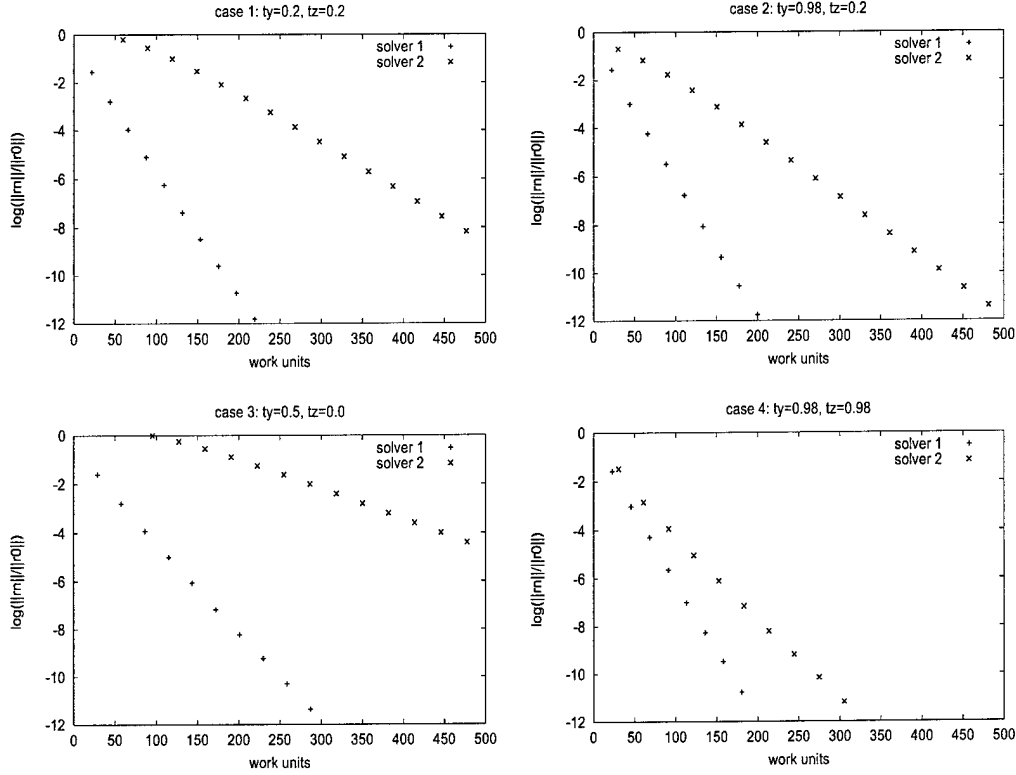 case 1: ty=0.2, tz=0.2
0
-2
-4
-6
-8
-10
-12
log(||rn||/||r0||)
solver 1 +
solver 2 ×
0 50 100 150 200 250 300 350 400 450 500
work units
case 2: ty=0.98, tz=0.2
0
-2
-4
-6
-8
-10
-12
log(||rn||/||r0||)
solver 1 +
solver 2 ×
0 50 100 150 200 250 300 350 400 450 500
work units
case 3: ty=0.5, tz=0.0
0
-2
-4
-6
-8
-10
-12
log(||rn||/||r0||)
solver 1 +
solver 2 ×
0 50 100 150 200 250 300 350 400 450 500
work units
case 4: ty=0.98, tz=0.98
0
-2
-4
-6
-8
-10
-12
log(||rn||/||r0||)
solver 1 +
solver 2 ×
0 50 100 150 200 250 300 350 400 450 500
work units